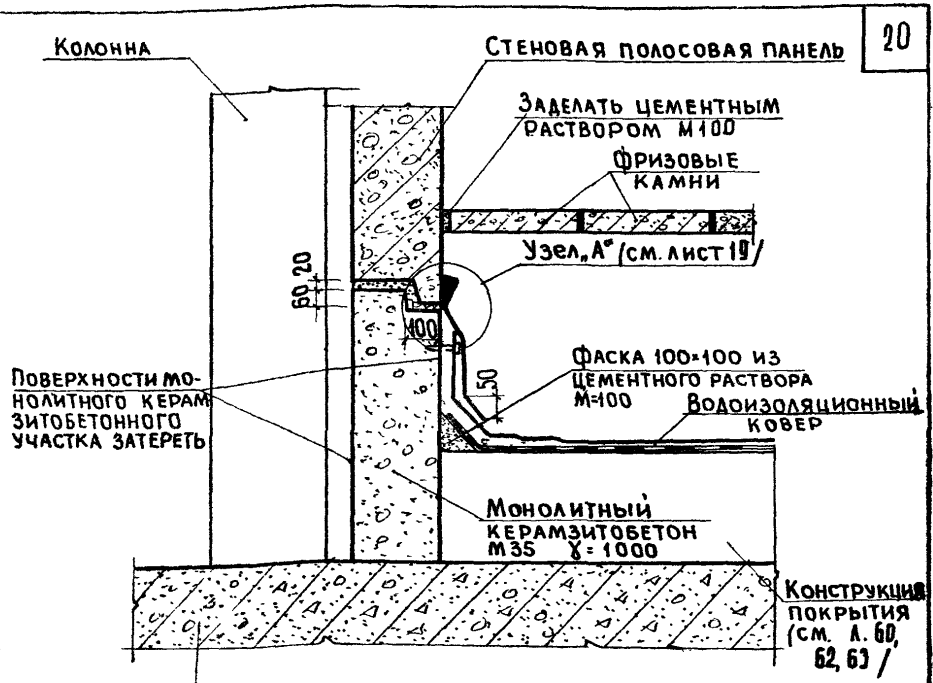 20
Колонна
Стеновая полосовая панель
Заделать цементным
раствором М100
Фризовые
камни
Узел „А" /см. лист 19/
20
60
100
50
Фаска 100×100 из
цементного раствора
М=100
Водоизоляционный
ковер
Поверхности мо-
нолитного керам
зитобетонного
участка затереть
Монолитный
керамзитобетон
М35 γ=1000
Конструкция
покрытия
/см. л. 60,
62, 63/